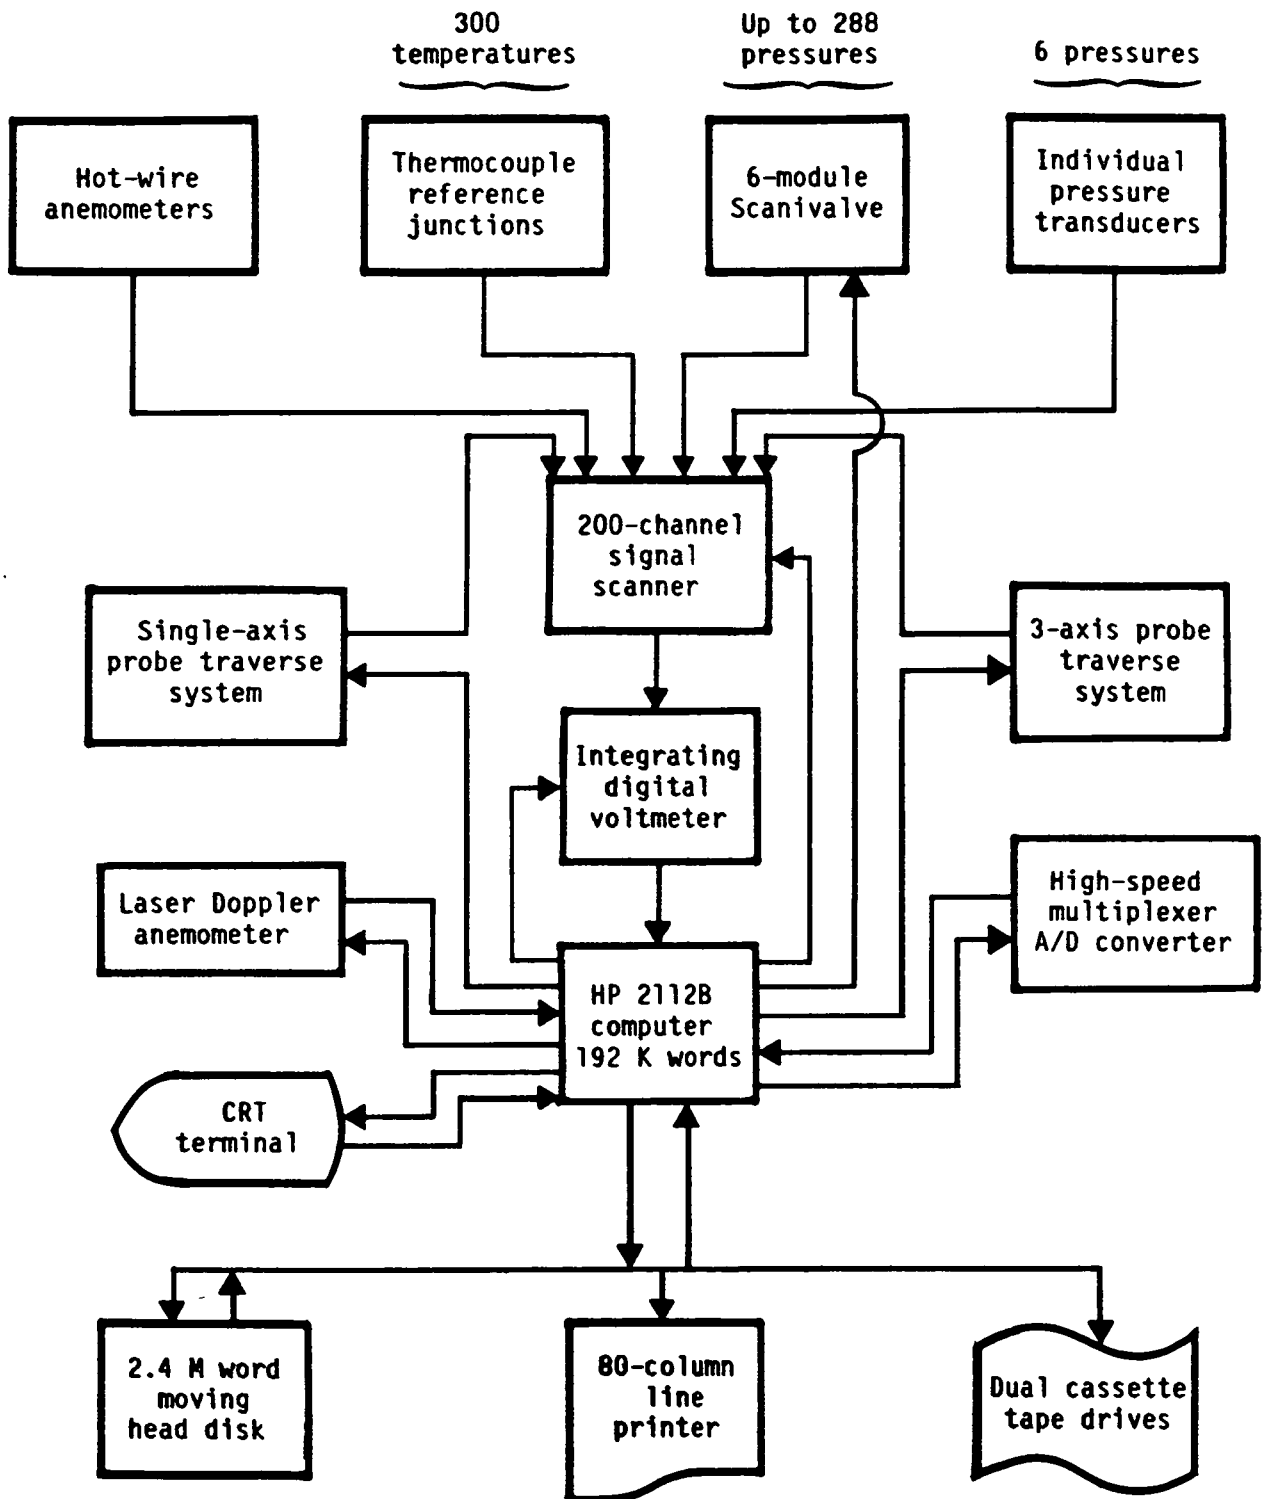 300
temperatures
Up to 288
pressures
6 pressures
Hot-wire
anemometers
Thermocouple
reference
junctions
6-module
Scanivalve
Individual
pressure
transducers
200-channel
signal
scanner
Single-axis
probe traverse
system
3-axis probe
traverse
system
Integrating
digital
voltmeter
Laser Doppler
anemometer
High-speed
multiplexer
A/D converter
HP 2112B
computer
192 K words
CRT
terminal
2.4 M word
moving
head disk
80-column
line
printer
Dual cassette
tape drives